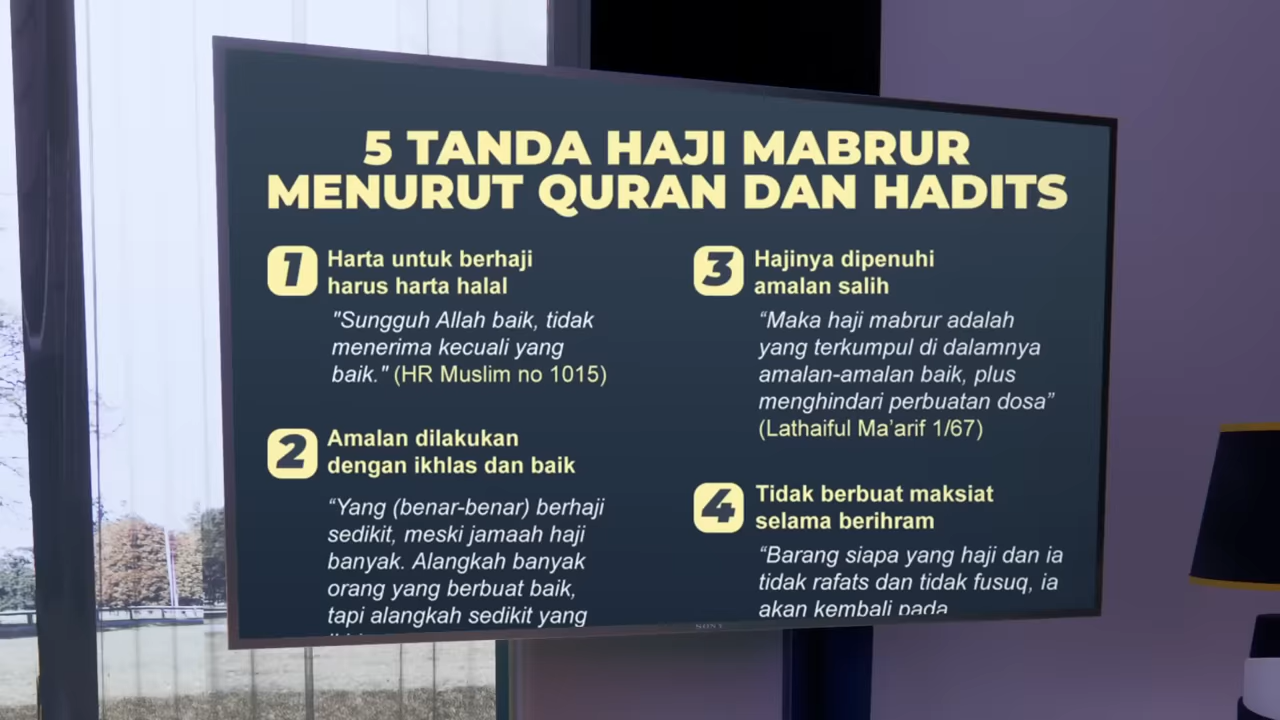 5 TANDA HAJI MABRUR
MENURUT QURAN DAN HADITS
1
Harta untuk berhaji
harus harta halal
"Sungguh Allah baik, tidak
menerima kecuali yang
baik." (HR Muslim no 1015)
2
Amalan dilakukan
dengan ikhlas dan baik
“Yang (benar-benar) berhaji
sedikit, meski jamaah haji
banyak. Alangkah banyak
orang yang berbuat baik,
tapi alangkah sedikit yang
3
Hajinya dipenuhi
amalan salih
“Maka haji mabrur adalah
yang terkumpul di dalamnya
amalan-amalan baik, plus
menghindari perbuatan dosa”
(Lathaiful Ma’arif 1/67)
4
Tidak berbuat maksiat
selama berihram
“Barang siapa yang haji dan ia
tidak rafats dan tidak fusuq, ia
akan kembali pada
SONY